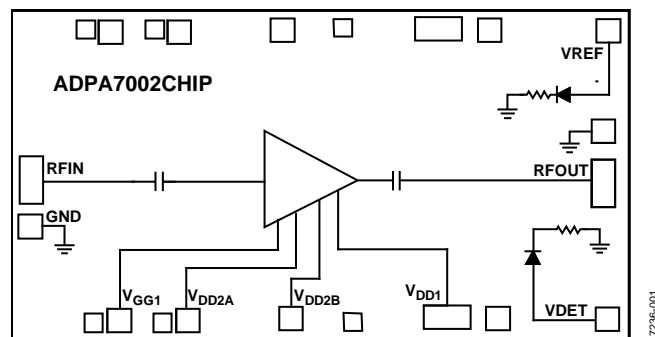 VREF
ADPA7002CHIP
RFIN
RFOUT
GND
VGG1
VDD2A
VDD2B
VDD1
VDET
7236-001